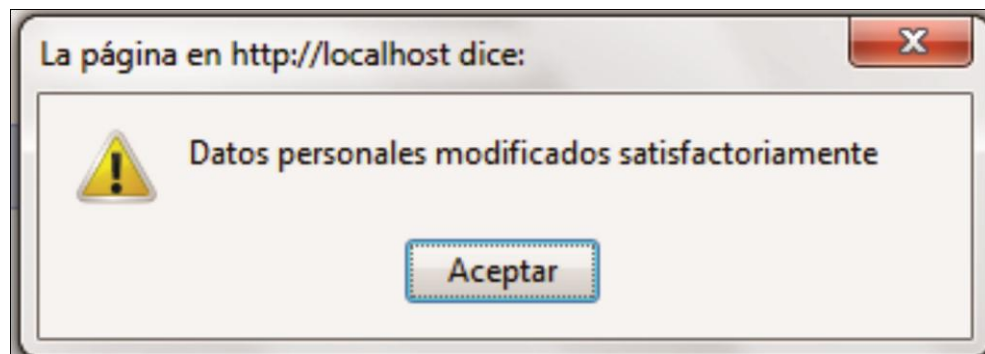 La página en http://localhost dice:
Datos personales modificados satisfactoriamente
Aceptar